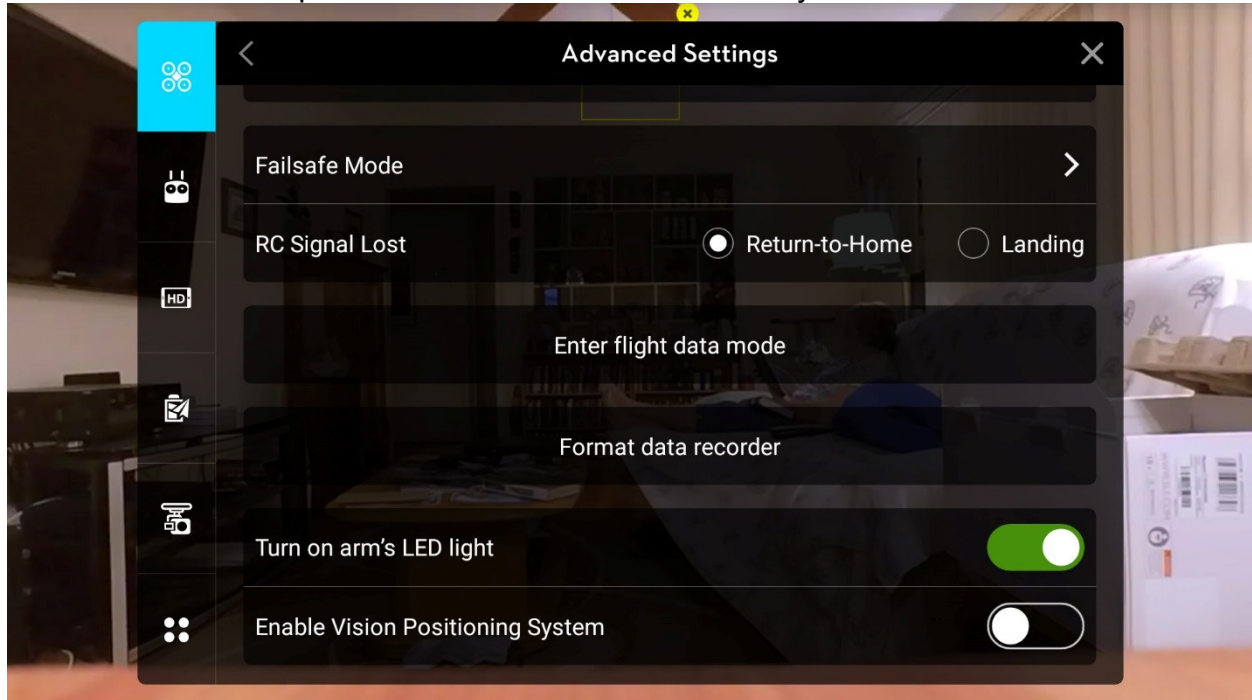 Advanced Settings
Failsafe Mode
RC Signal Lost
Return-to-Home
Landing
HD
Enter flight data mode
Format data recorder
Turn on arm's LED light
Enable Vision Positioning System